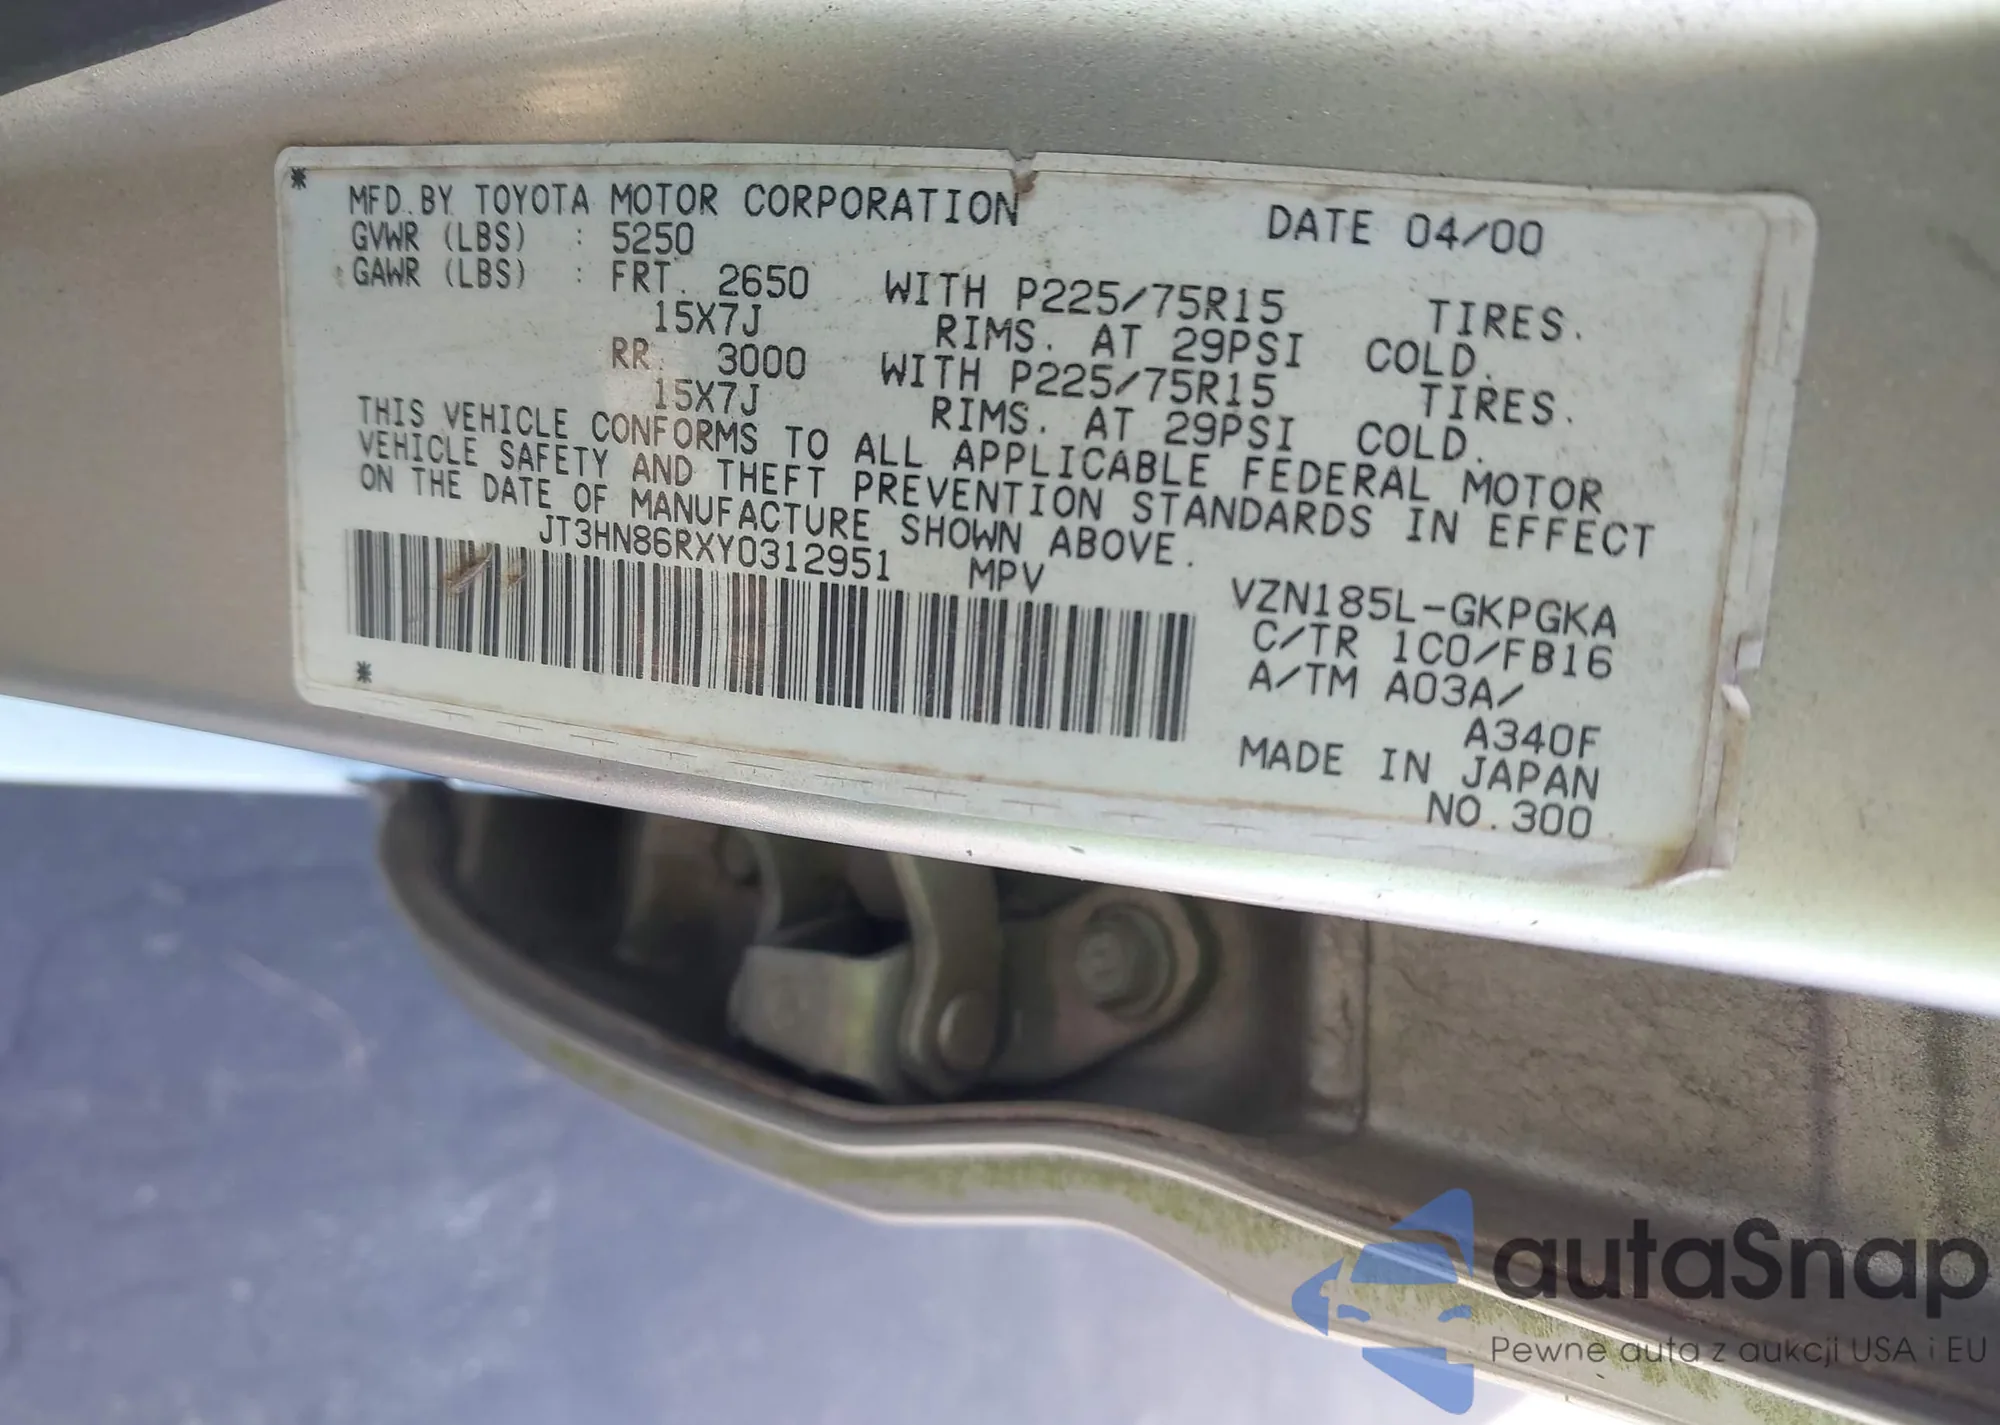 MFD. BY TOYOTA MOTOR CORPORATION DATE 04/00
GVWR (LBS) : 5250
GAWR (LBS) : FRT. 2650 WITH P225/75R15 TIRES.
15X7J RIMS. AT 29PSI COLD.
RR. 3000 WITH P225/75R15 TIRES.
15X7J RIMS. AT 29PSI COLD.
THIS VEHICLE CONFORMS TO ALL APPLICABLE FEDERAL MOTOR
VEHICLE SAFETY AND THEFT PREVENTION STANDARDS IN EFFECT
ON THE DATE OF MANUFACTURE SHOWN ABOVE.
JT3HN86RXY0312951 MPV
VZN185L-GKPGKA
C/TR 1C0/FB16
A/TM A03A/
A340F
MADE IN JAPAN
NO.300
autaSnap
Pewne auta z aukcji USA i EU